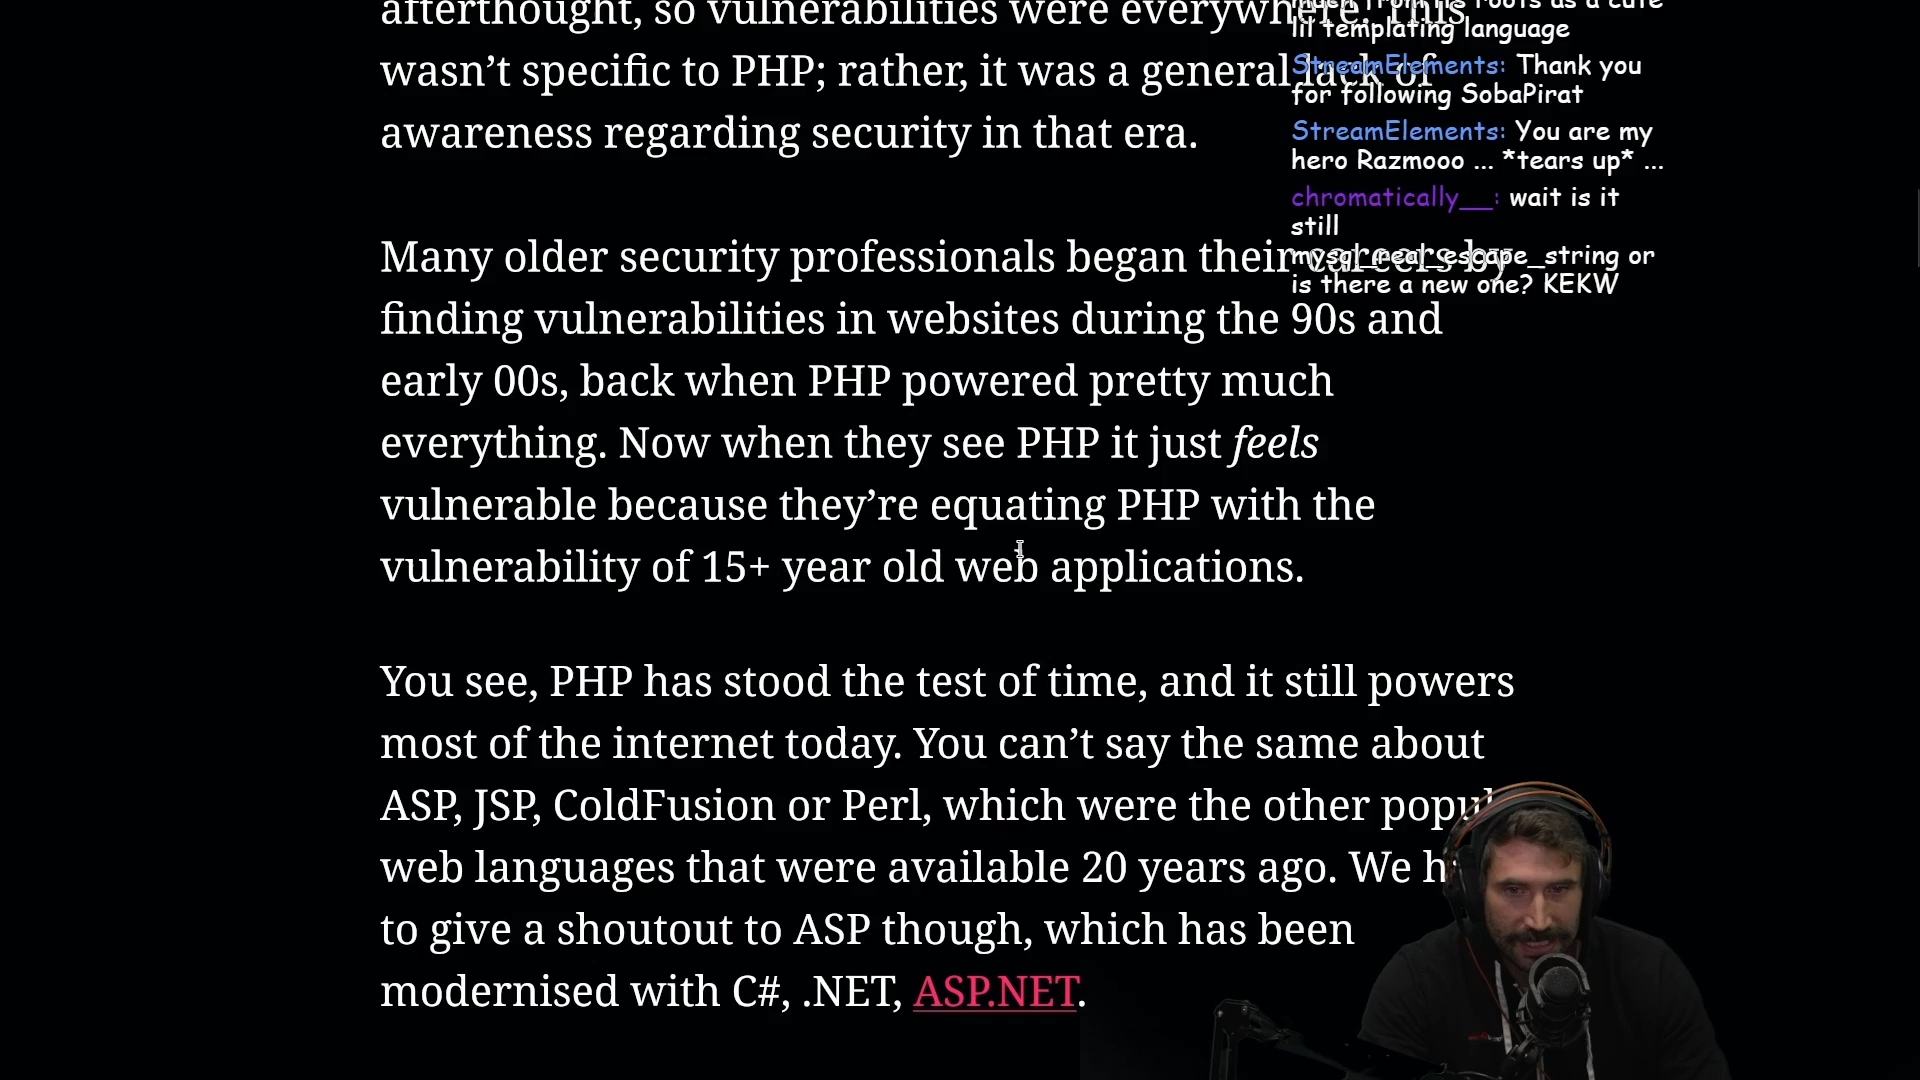 afterthought, so vulnerabilities were everywhere. This
wasn’t specific to PHP; rather, it was a general lack of
awareness regarding security in that era.
Many older security professionals began their careers by
finding vulnerabilities in websites during the 90s and
early 00s, back when PHP powered pretty much
everything. Now when they see PHP it just feels
vulnerable because they’re equating PHP with the
vulnerability of 15+ year old web applications.
You see, PHP has stood the test of time, and it still powers
most of the internet today. You can’t say the same about
ASP, JSP, ColdFusion or Perl, which were the other popul
web languages that were available 20 years ago. We h
to give a shoutout to ASP though, which has been
modernised with C#, .NET, ASP.NET.
much from its roots as a cute
lil templating language
StreamElements: Thank you
for following SobaPirat
StreamElements: You are my
hero Razmooo ... *tears up* ...
chromatically__: wait is it
still
mysql_real_escape_string or
is there a new one? KEKW